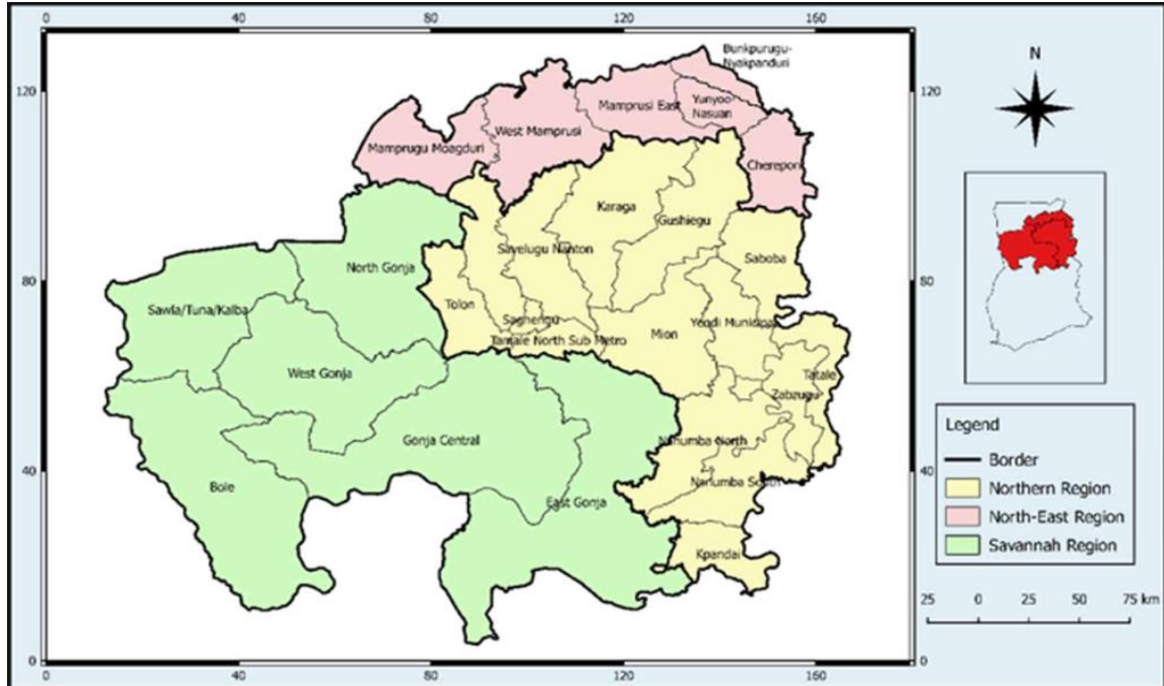 0 40 80 120 160
Bunkpurugu-
Nyakpanduri
N
120 120
Mamprusi East
Yunyoo-
Nasuan
West Mamprusi
Mamprugu Moagduri
Cherepon
Karaga
Gushiegu
Savelugu Nanton
Saboba
North Gonja
80 80
Tolon
Sawla/Tuna/Kalba
Sagnengu
Yendi Municipal
Mion
Tamale North Sub Metro
West Gonja
Tatale
Zabzugu
Legend
Gonja Central
Nanumba North
Border
40 40
Bole
Nanumba South
Northern Region
East Gonja
North-East Region
Savannah Region
Kpandai
25 0 25 50 75 km
0 0
0 40 80 120 160